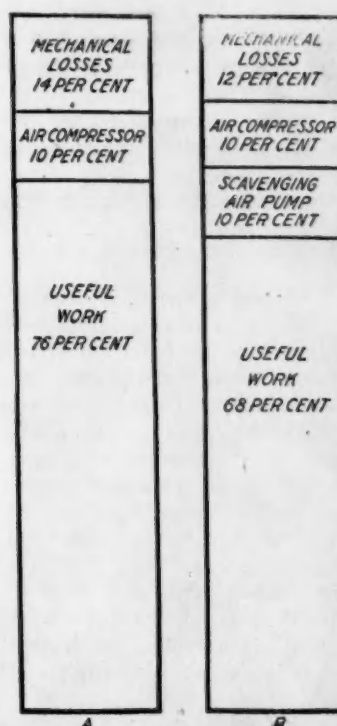 MECHANICAL
LOSSES
14 PER CENT
AIR COMPRESSOR
10 PER CENT
USEFUL
WORK
76 PER CENT
A
MECHANICAL
LOSSES
12 PER CENT
AIR COMPRESSOR
10 PER CENT
SCAVENGING
AIR PUMP
10 PER CENT
USEFUL
WORK
68 PER CENT
B